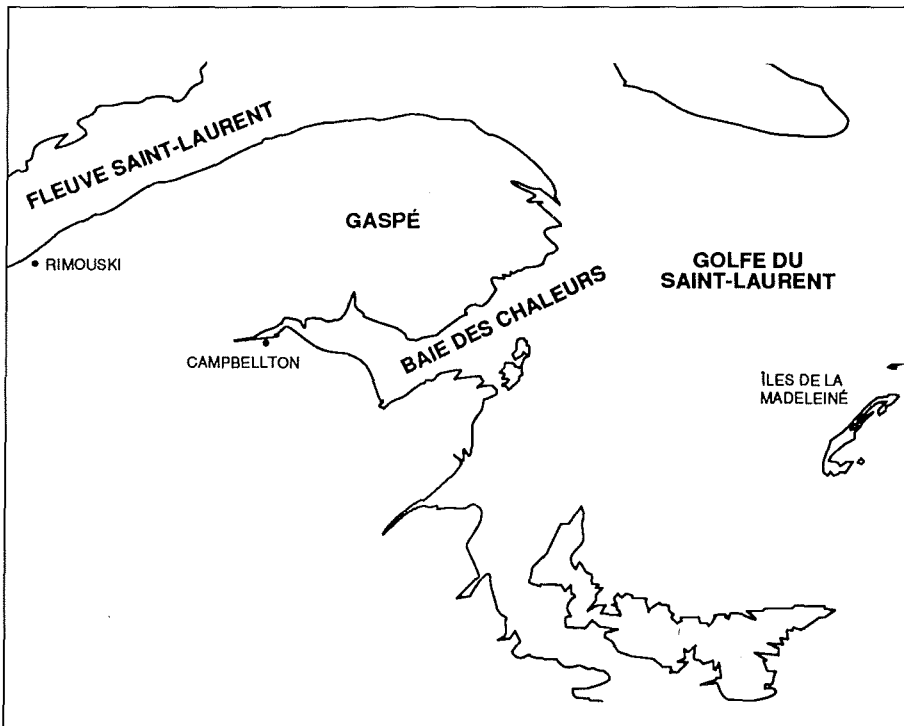 FLEUVE SAINT-LAURENT
GASPÉ
RIMOUSKI
GOLFE DU
SAINT-LAURENT
BAIE DES CHALEURS
CAMPBELLTON
ÎLES DE LA
MADELEINÉ